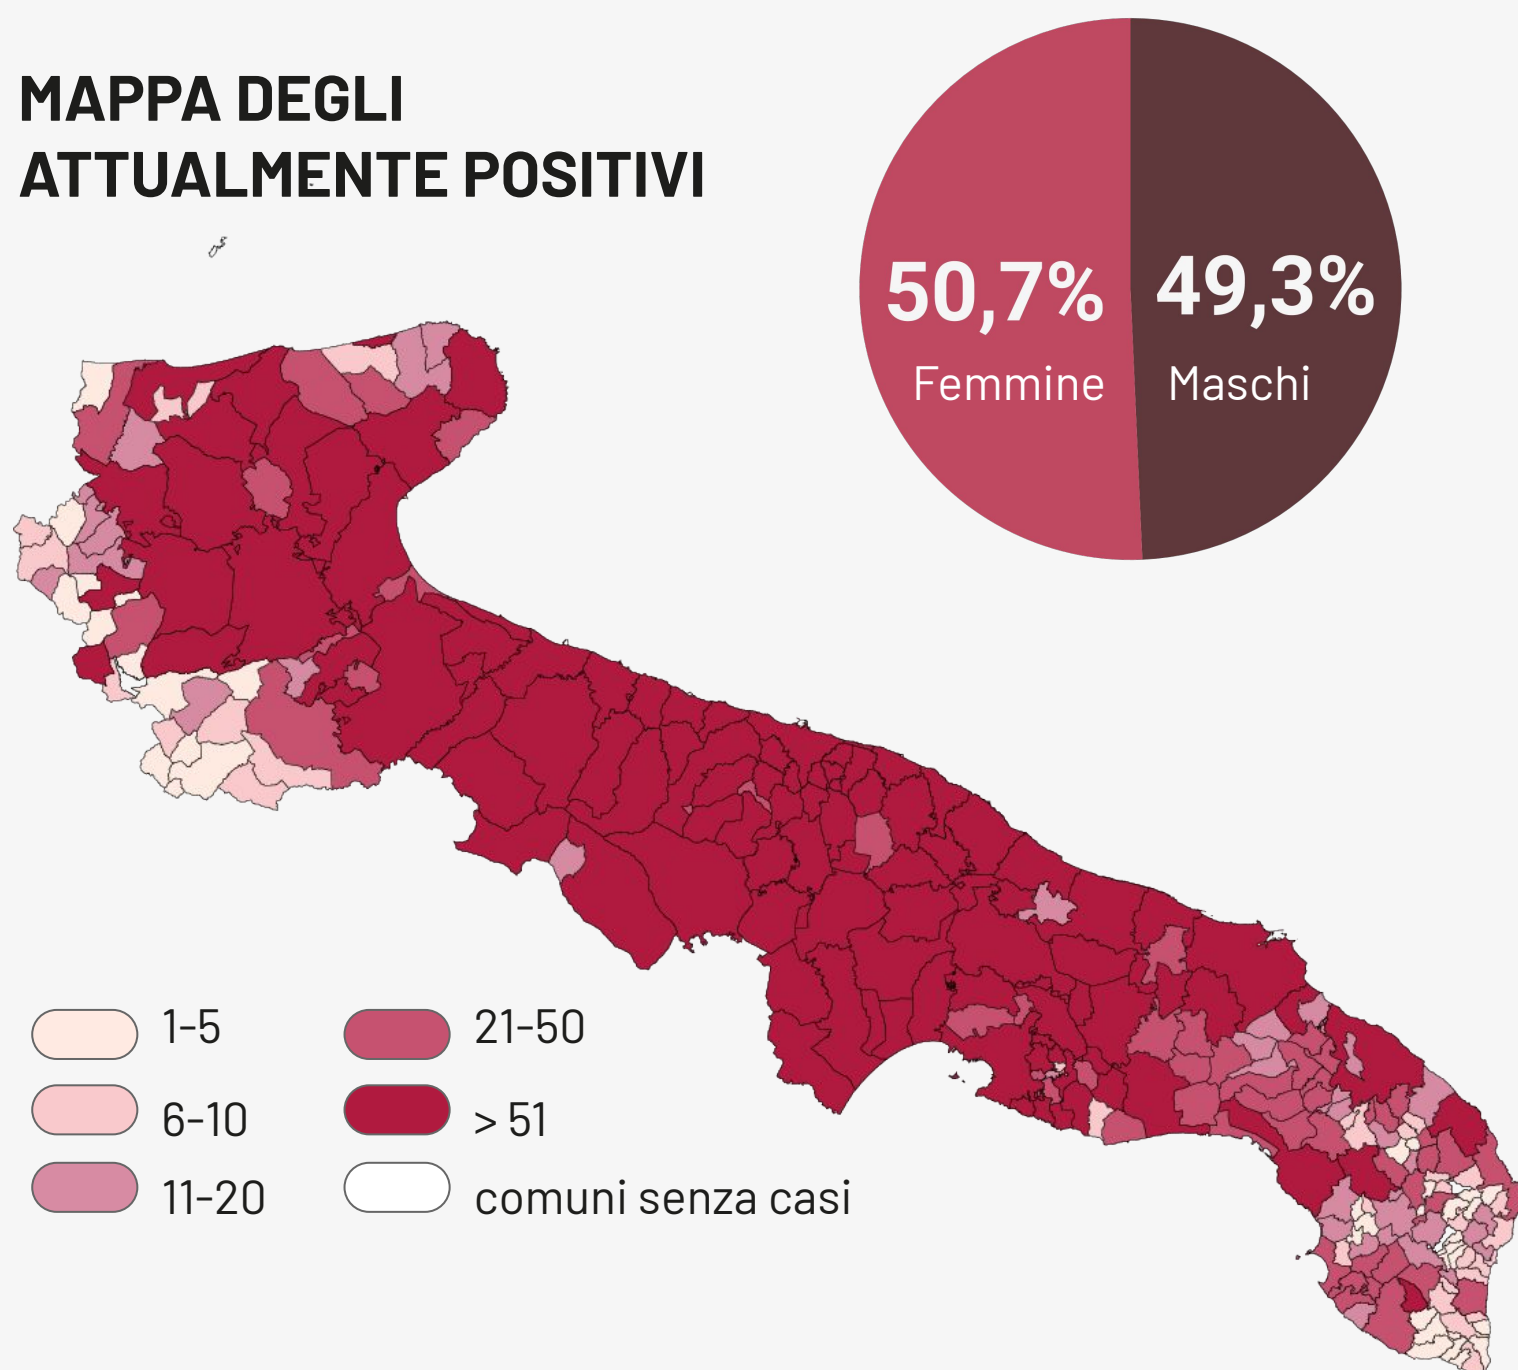 MAPPA DEGLI
ATTUALMENTE POSITIVI
50,7%
Femmine
49,3%
Maschi
1-5
6-10
11-20
21-50
> 51
comuni senza casi